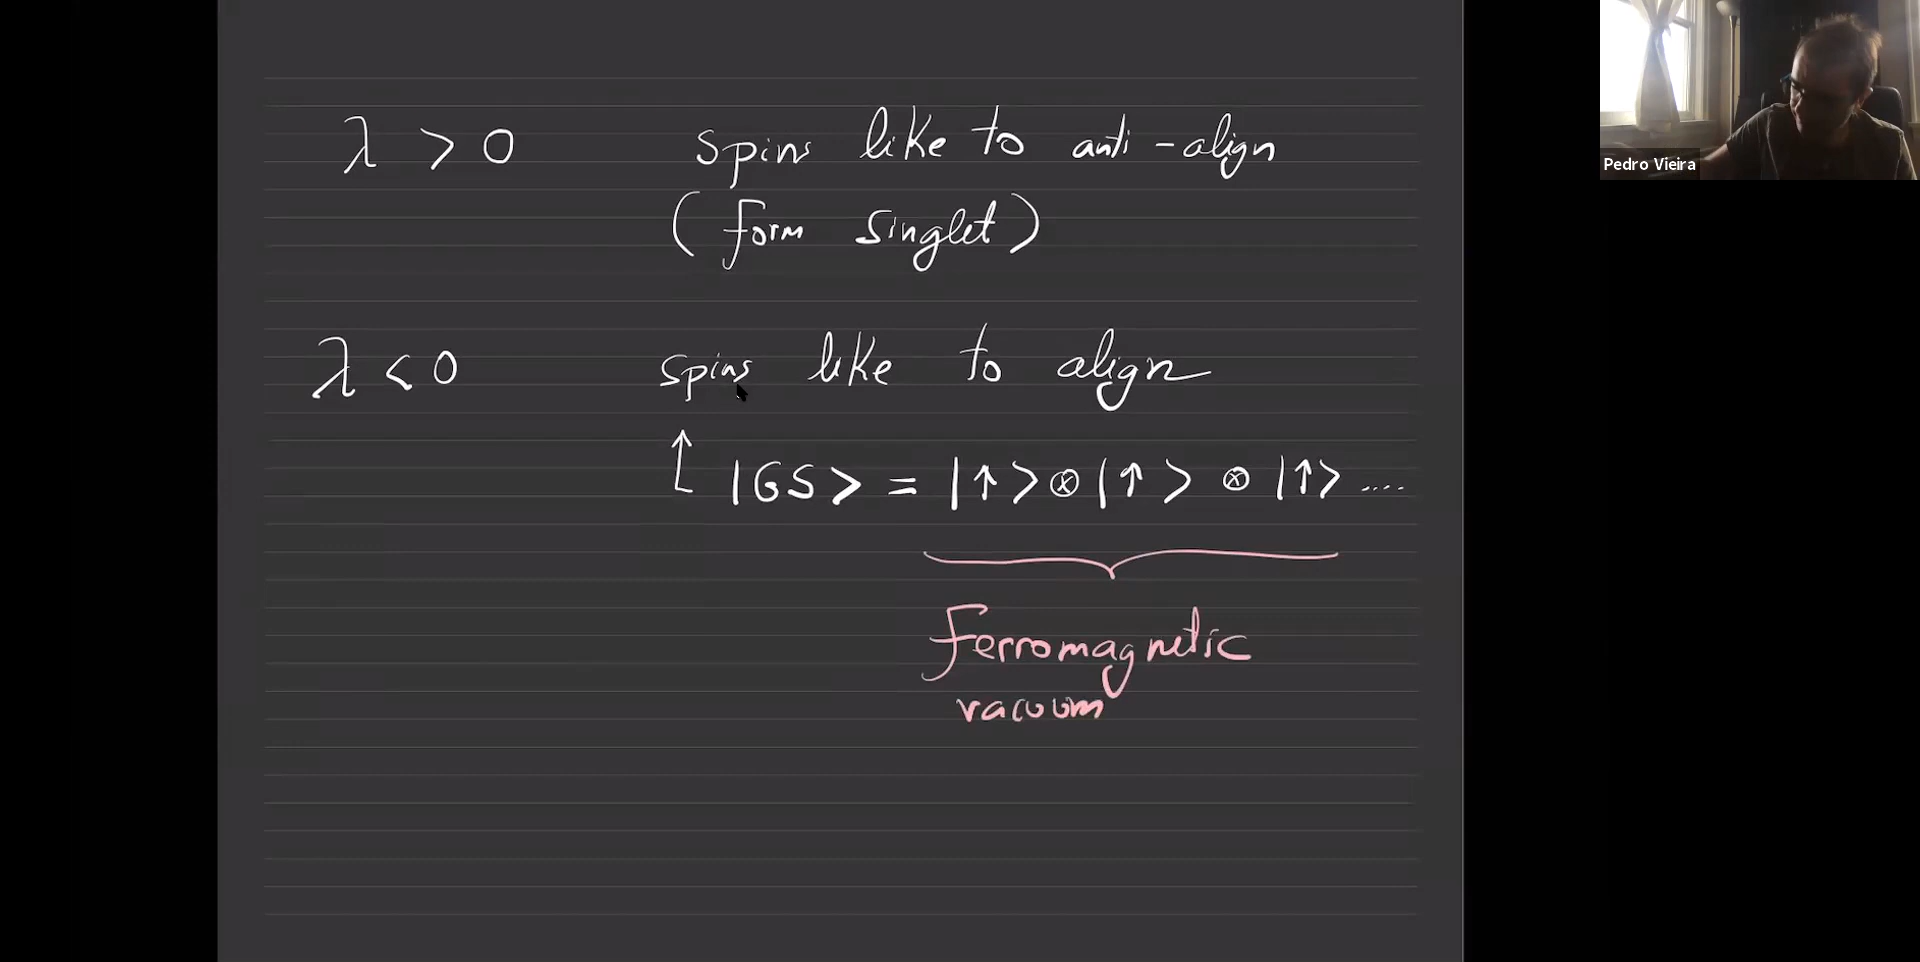 λ > 0 spins like to anti-align
(form singlet)
λ < 0 spins like to align
|GS> = |↑>⊗|↑>⊗|↑>....
Ferromagnetic
vacuum
Pedro Vieira